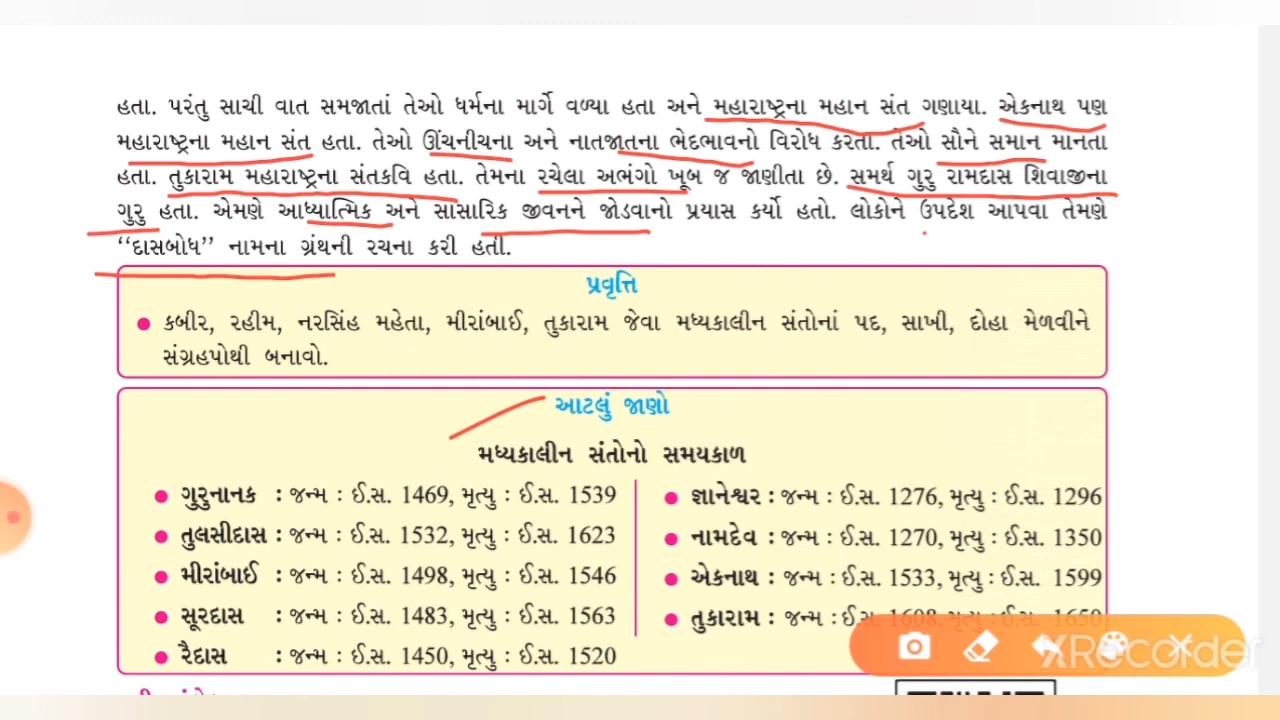 હતા. પરંતુ સાચી વાત સમજાતાં તેઓ ધર્મના માર્ગે વળ્યા હતા અને મહારાષ્ટ્રના મહાન સંત ગણાયા. એકનાથ પણ
મહારાષ્ટ્રના મહાન સંત હતા. તેઓ ઊંચનીચના અને નાતજાતના ભેદભાવનો વિરોધ કરતા. તેઓ સૌને સમાન માનતા
હતા. તુકારામ મહારાષ્ટ્રના સંતકવિ હતા. તેમના રચેલા અભંગો ખૂબ જ જાણીતા છે. સમર્થ ગુરુ રામદાસ શિવાજીના
ગુરુ હતા. એમણે આધ્યાત્મિક અને સાંસારિક જીવનને જોડવાનો પ્રયાસ કર્યો હતો. લોકોને ઉપદેશ આપવા તેમણે
‘‘દાસબોધ’’ નામના ગ્રંથની રચના કરી હતી.
પ્રવૃત્તિ
● કબીર, રહીમ, નરસિંહ મહેતા, મીરાંબાઈ, તુકારામ જેવા મધ્યકાલીન સંતોનાં પદ, સાખી, દોહા મેળવીને
સંગ્રહપોથી બનાવો.
આટલું જાણો
મધ્યકાલીન સંતોનો સમયકાળ
● ગુરુનાનક : જન્મ : ઈ.સ. 1469, મૃત્યુ : ઈ.સ. 1539
● તુલસીદાસ : જન્મ : ઈ.સ. 1532, મૃત્યુ : ઈ.સ. 1623
● મીરાંબાઈ : જન્મ : ઈ.સ. 1498, મૃત્યુ : ઈ.સ. 1546
● સૂરદાસ : જન્મ : ઈ.સ. 1483, મૃત્યુ : ઈ.સ. 1563
● રૈદાસ : જન્મ : ઈ.સ. 1450, મૃત્યુ : ઈ.સ. 1520
● જ્ઞાનેશ્વર : જન્મ : ઈ.સ. 1276, મૃત્યુ : ઈ.સ. 1296
● નામદેવ : જન્મ : ઈ.સ. 1270, મૃત્યુ : ઈ.સ. 1350
● એકનાથ : જન્મ : ઈ.સ. 1533, મૃત્યુ : ઈ.સ. 1599
● તુકારામ : જન્મ : ઈ.સ. 1608, મૃત્યુ : ઈ.સ. 1650
XRecorder